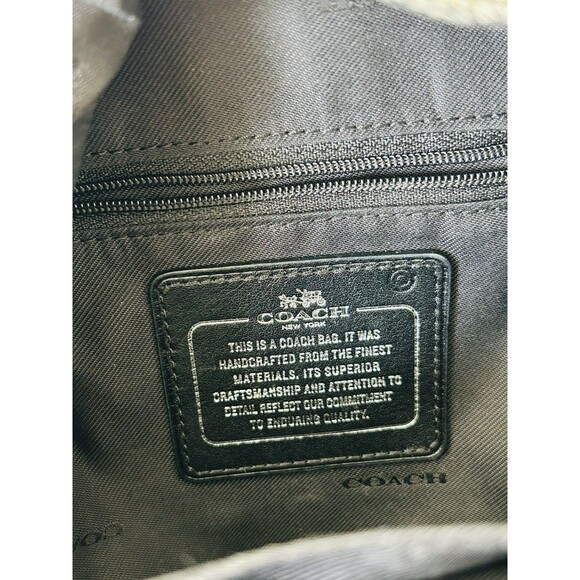 COACH
NEW YORK
THIS IS A COACH BAG. IT WAS
HANDCRAFTED FROM THE FINEST
MATERIALS. ITS SUPERIOR
CRAFTSMANSHIP AND ATTENTION TO
DETAIL REFLECT OUR COMMITMENT
TO ENDURING QUALITY.
COACH
CO